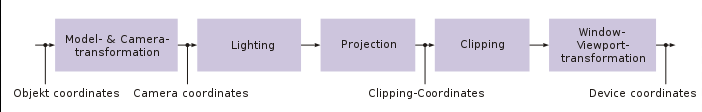 Model- & Camera-
transformation
Lighting
Projection
Clipping
Window-
Viewport-
transformation
Objekt coordinates
Camera coordinates
Clipping-Coordinates
Device coordinates